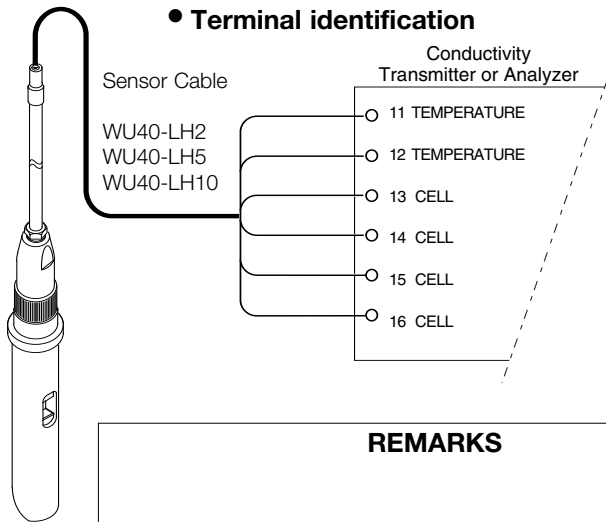 • Terminal identification
Conductivity
Transmitter or Analyzer
Sensor Cable
WU40-LH2
WU40-LH5
WU40-LH10
11 TEMPERATURE
12 TEMPERATURE
13 CELL
14 CELL
15 CELL
16 CELL
REMARKS